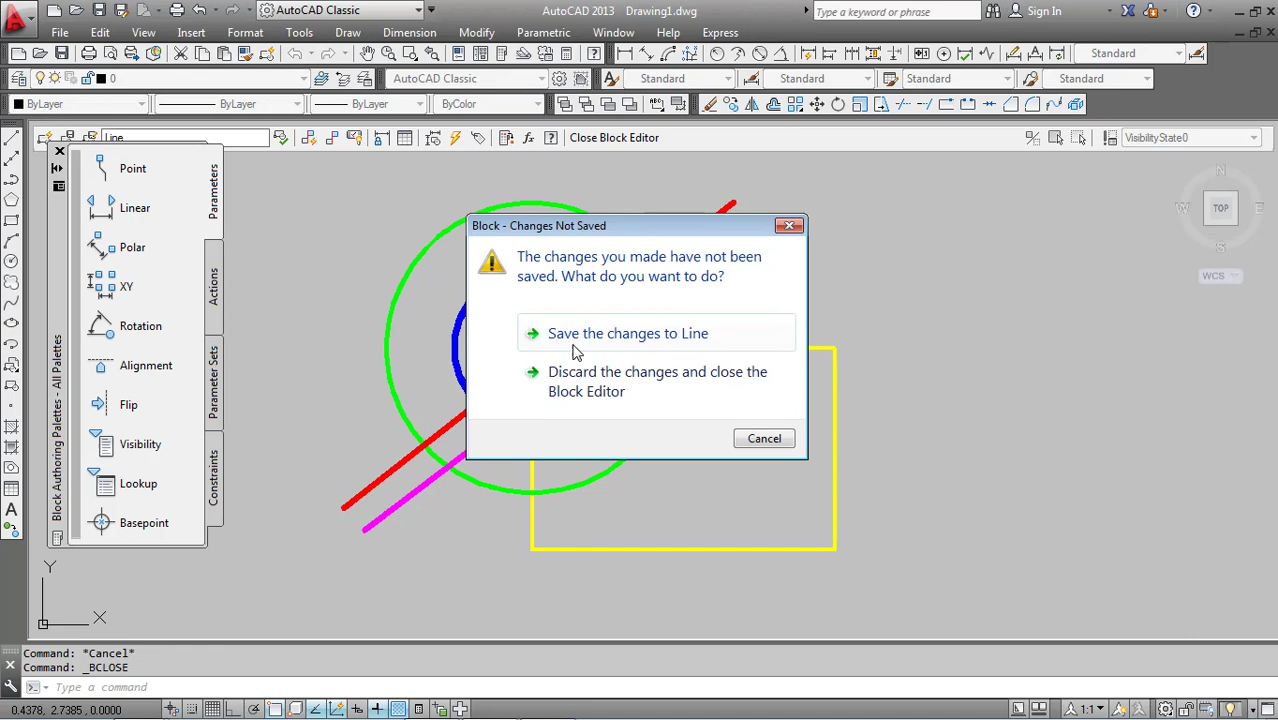 AutoCAD Classic
AutoCAD 2013 Drawing1.dwg
Type a keyword or phrase
Sign In
File Edit View Insert Format Tools Draw Dimension Modify Parametric Window Help Express
Standard
0
AutoCAD Classic
Standard
Standard
Standard
Standard
ByLayer
ByLayer
ByLayer
ByColor
Line
Close Block Editor
VisibilityState0
Point
Linear
Polar
XY
Rotation
Alignment
Flip
Visibility
Lookup
Basepoint
Parameters
Actions
Parameter Sets
Constraints
Block Authoring Palettes - All Palettes
N
W
TOP
E
S
WCS
Block - Changes Not Saved
The changes you made have not been
saved. What do you want to do?
Save the changes to Line
Discard the changes and close the
Block Editor
Cancel
Y
X
Command: *Cancel*
Command: _BCLOSE
Type a command
0.4378, 2.7385, 0.0000
1:1